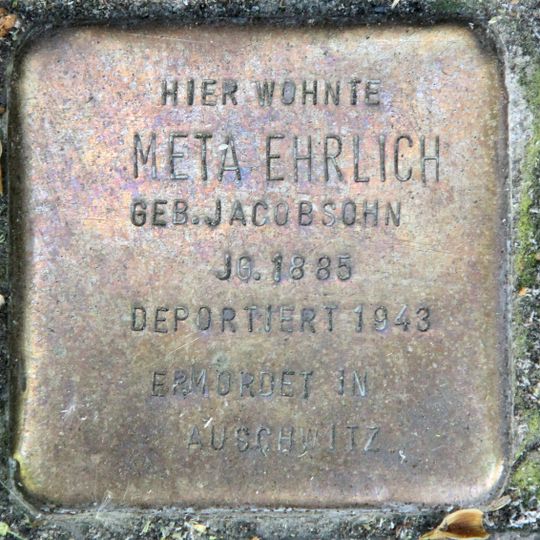 HIER WOHNTE
META EHRLICH
GEB. JACOBSOHN
JG. 1885
DEPORTIERT 1943
ERMORDET IN
AUSCHWITZ